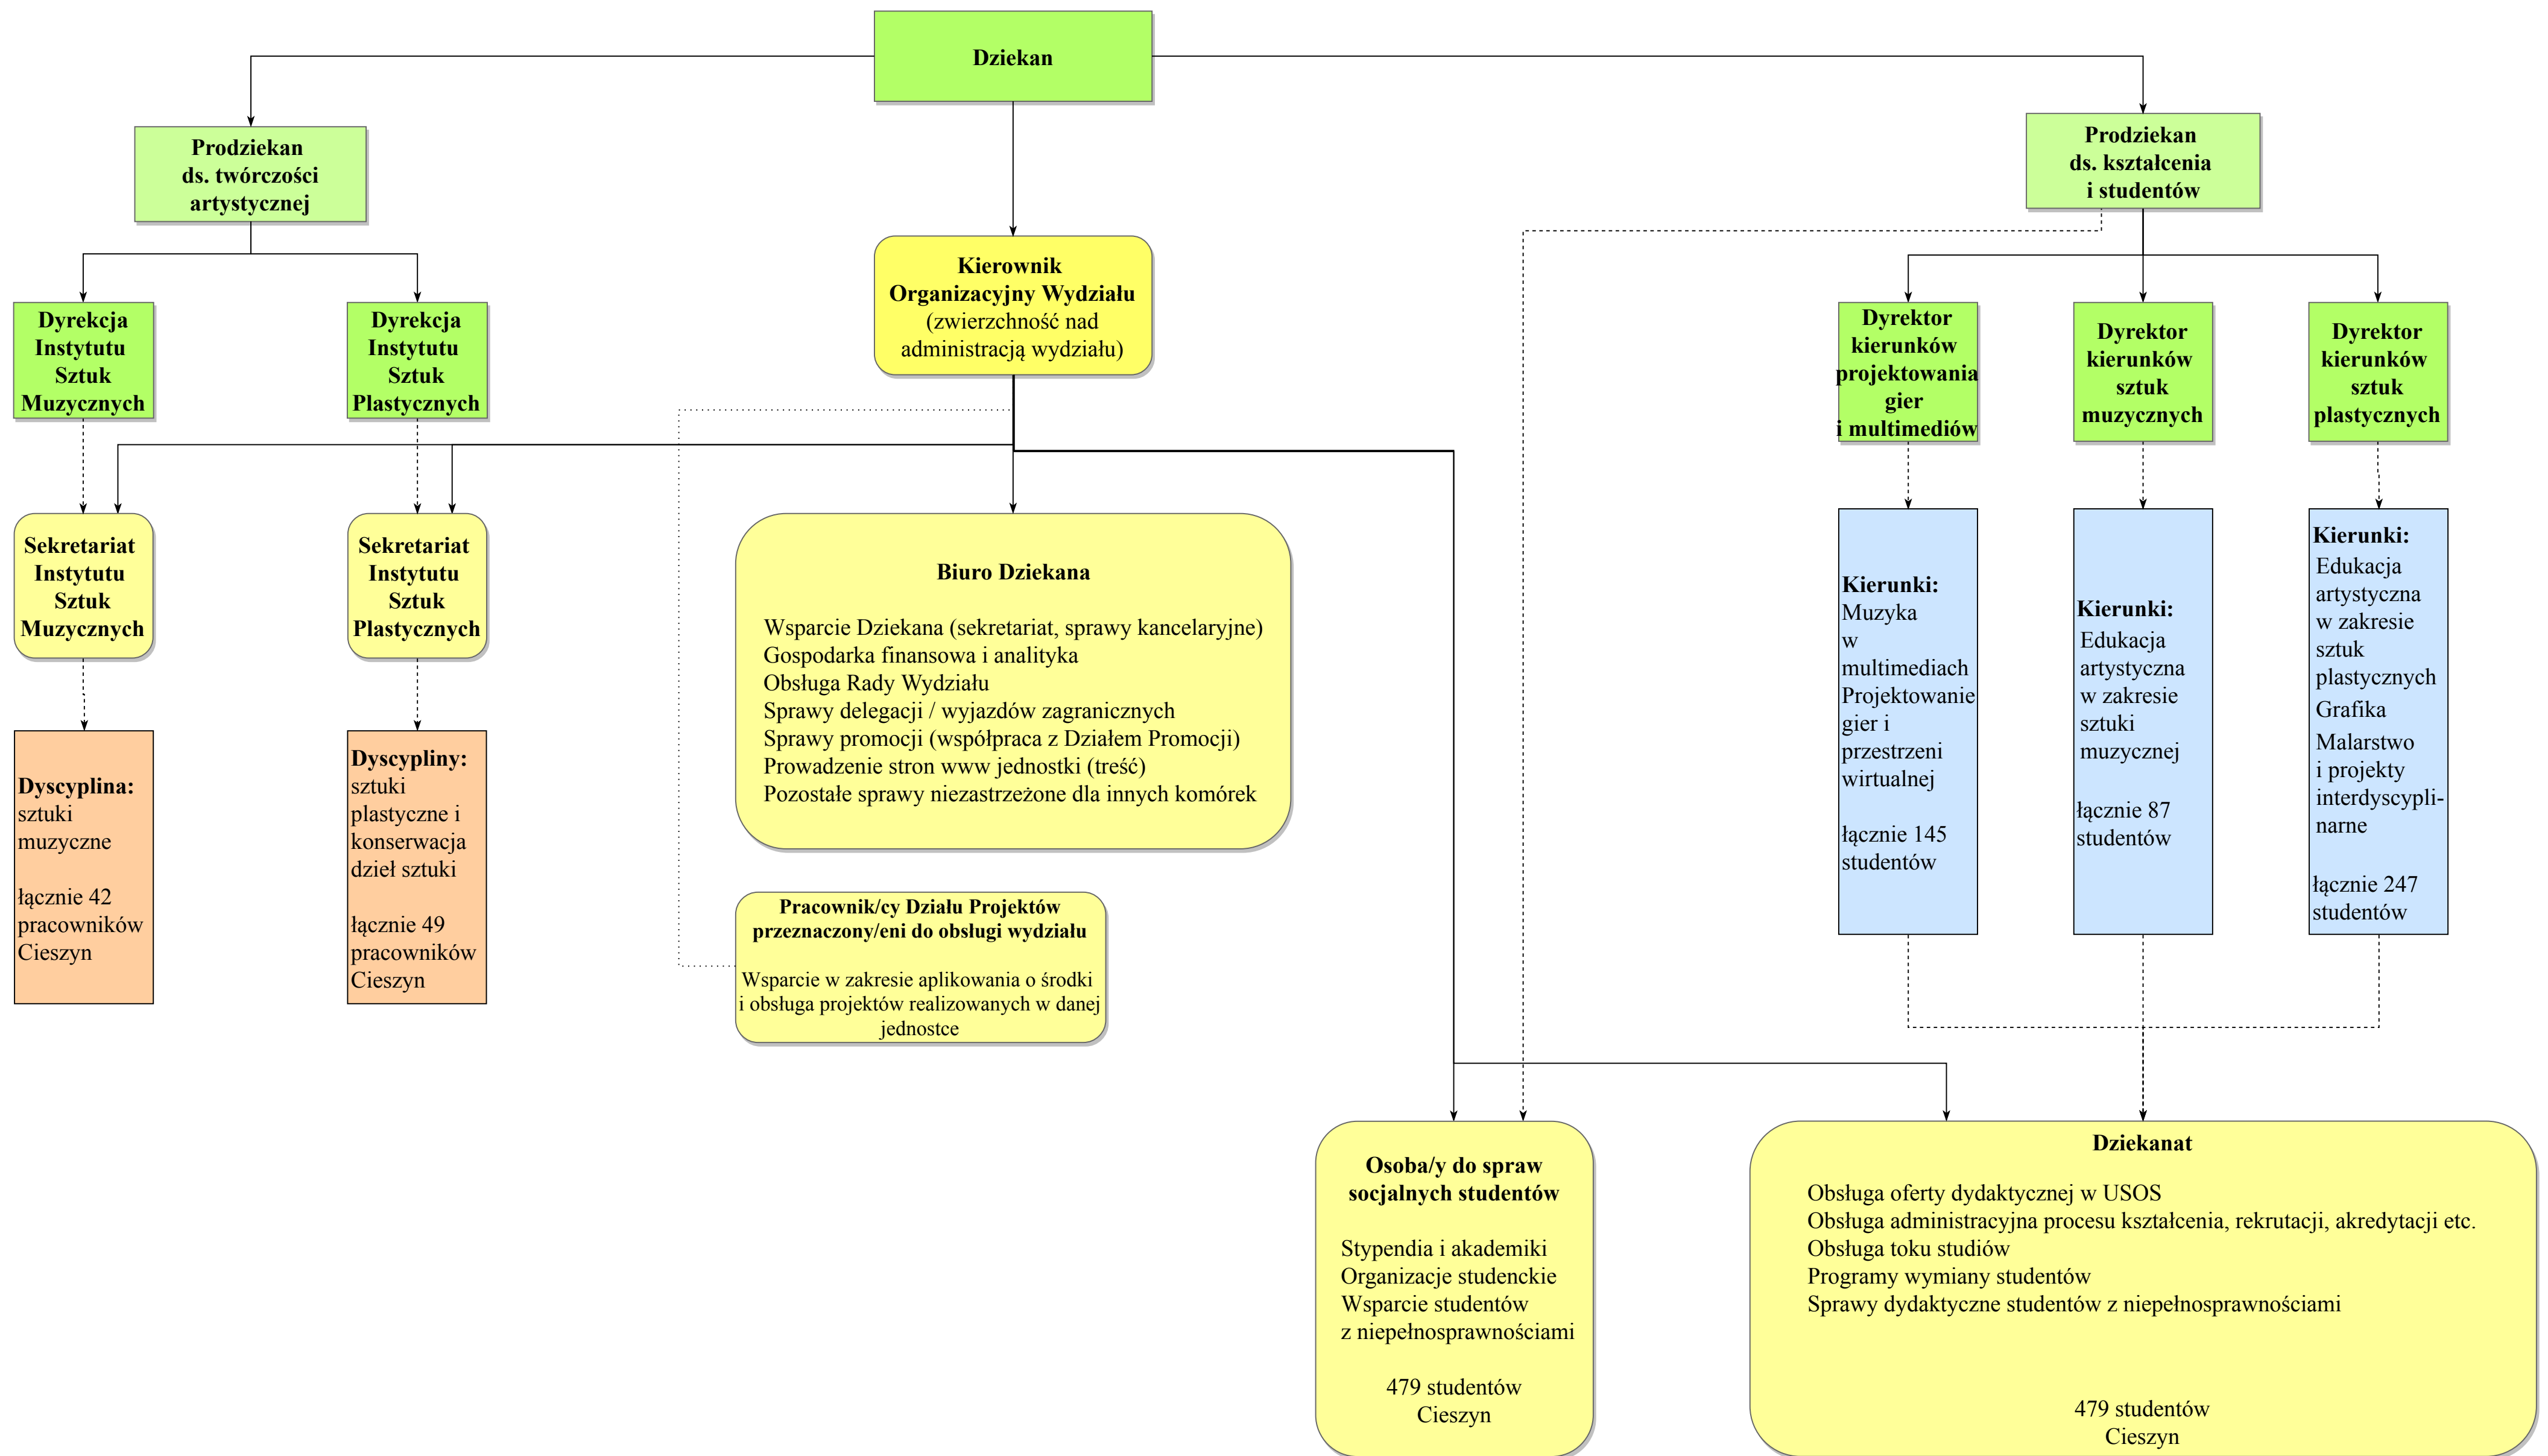 Dziekan
Prodziekan
ds. twórczości
artystycznej
Prodziekan
ds. kształcenia
i studentów
Kierownik
Organizacyjny Wydziału
(zwierzchność nad
administracją wydziału)
Dyrekcja
Instytutu
Sztuk
Muzycznych
Dyrekcja
Instytutu
Sztuk
Plastycznych
Dyrektor
kierunków
projektowania
gier
i multimediów
Dyrektor
kierunków
sztuk
muzycznych
Dyrektor
kierunków
sztuk
plastycznych
Sekretariat
Instytutu
Sztuk
Muzycznych
Sekretariat
Instytutu
Sztuk
Plastycznych
Biuro Dziekana
Wsparcie Dziekana (sekretariat, sprawy kancelaryjne)
Gospodarka finansowa i analityka
Obsługa Rady Wydziału
Sprawy delegacji / wyjazdów zagranicznych
Sprawy promocji (współpraca z Działem Promocji)
Prowadzenie stron www jednostki (treść)
Pozostałe sprawy niezastrzeżone dla innych komórek
Kierunki:
Muzyka
w
multimediach
Projektowanie
gier i
przestrzeni
wirtualnej
łącznie 145
studentów
Kierunki:
Edukacja
artystyczna
w zakresie
sztuki
muzycznej
łącznie 87
studentów
Kierunki:
Edukacja
artystyczna
w zakresie
sztuk
plastycznych
Grafika
Malarstwo
i projekty
interdyscypli-
narne
łącznie 247
studentów
Dyscyplina:
sztuki
muzyczne
łącznie 42
pracowników
Cieszyn
Dyscypliny:
sztuki
plastyczne i
konserwacja
dzieł sztuki
łącznie 49
pracowników
Cieszyn
Pracownik/cy Działu Projektów
przeznaczony/eni do obsługi wydziału
Wsparcie w zakresie aplikowania o środki
i obsługa projektów realizowanych w danej
jednostce
Osoba/y do spraw
socjalnych studentów
Stypendia i akademiki
Organizacje studenckie
Wsparcie studentów
z niepełnosprawnościami
479 studentów
Cieszyn
Dziekanat
Obsługa oferty dydaktycznej w USOS
Obsługa administracyjna procesu kształcenia, rekrutacji, akredytacji etc.
Obsługa toku studiów
Programy wymiany studentów
Sprawy dydaktyczne studentów z niepełnosprawnościami
479 studentów
Cieszyn